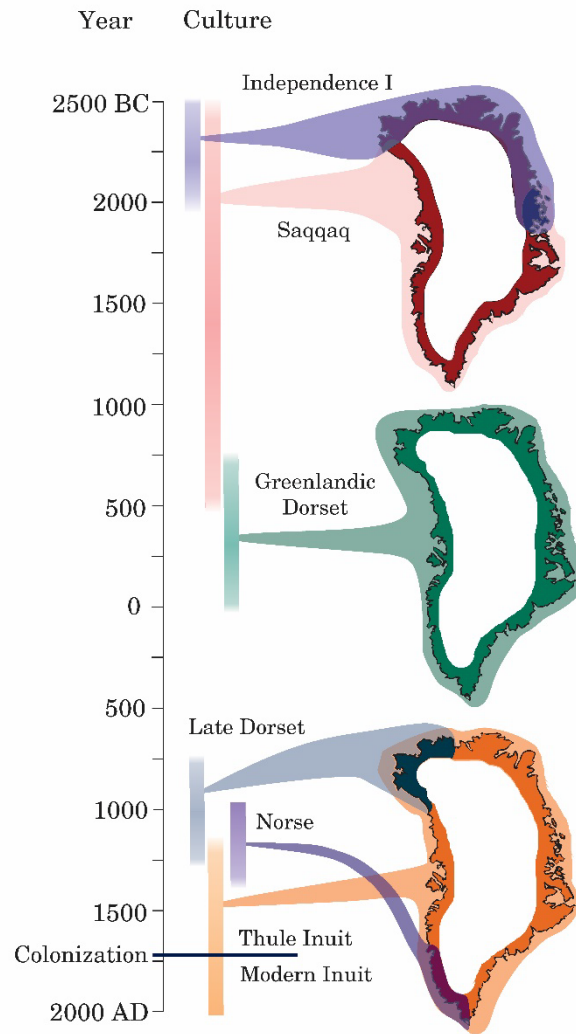 Year Culture
Independence I
2500 BC
2000
Saqqaq
1500
1000
Greenlandic
Dorset
500
0
500
Late Dorset
1000
Norse
1500
Thule Inuit
Colonization
Modern Inuit
2000 AD